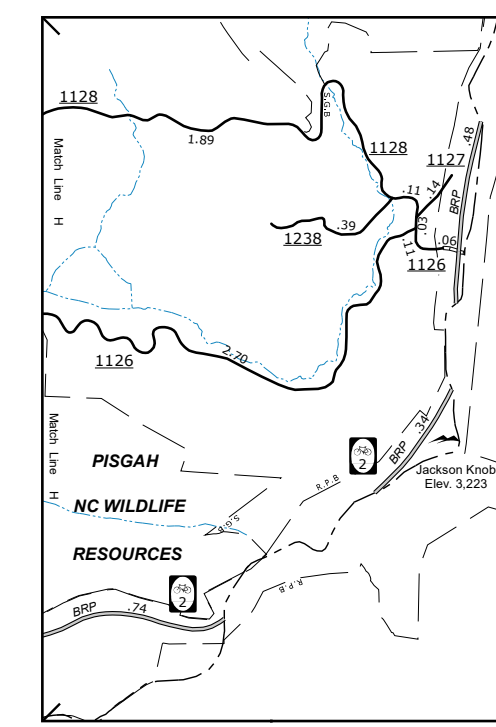 1128
S.G.B
1.89
1128
1127
.48
BRP
Match Line H
.11
.14
.03
.39
1238
.11
.06
1126
1126
2.70
Match Line H
PISGAH
NC WILDLIFE
RESOURCES
2
BRP .34
Jackson Knob
Elev. 3,223
R.P.B
S.G.B
2
R.P.B
BRP .74